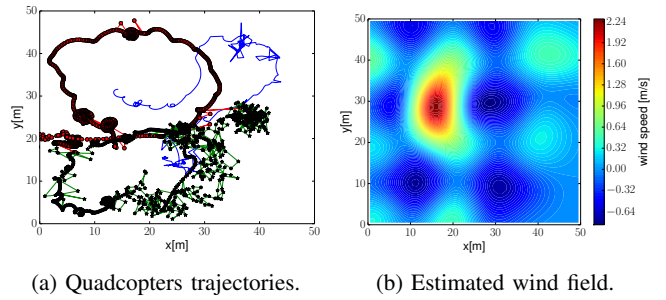 50
40
30
20
10
0
y[m]
0 10 20 30 40 50
x[m]
50
40
30
20
10
0
y[m]
0 10 20 30 40 50
x[m]
2.24
1.92
1.60
1.28
0.96
0.64
0.32
0.00
−0.32
−0.64
wind speed [m/s]
(a) Quadcopters trajectories.
(b) Estimated wind field.